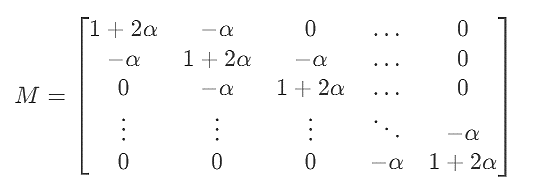 1 + 2α −α 0 … 0
−α 1 + 2α −α … 0
M = 0 −α 1 + 2α … 0
⋮ ⋮ ⋮ ⋱ −α
0 0 0 −α 1 + 2α